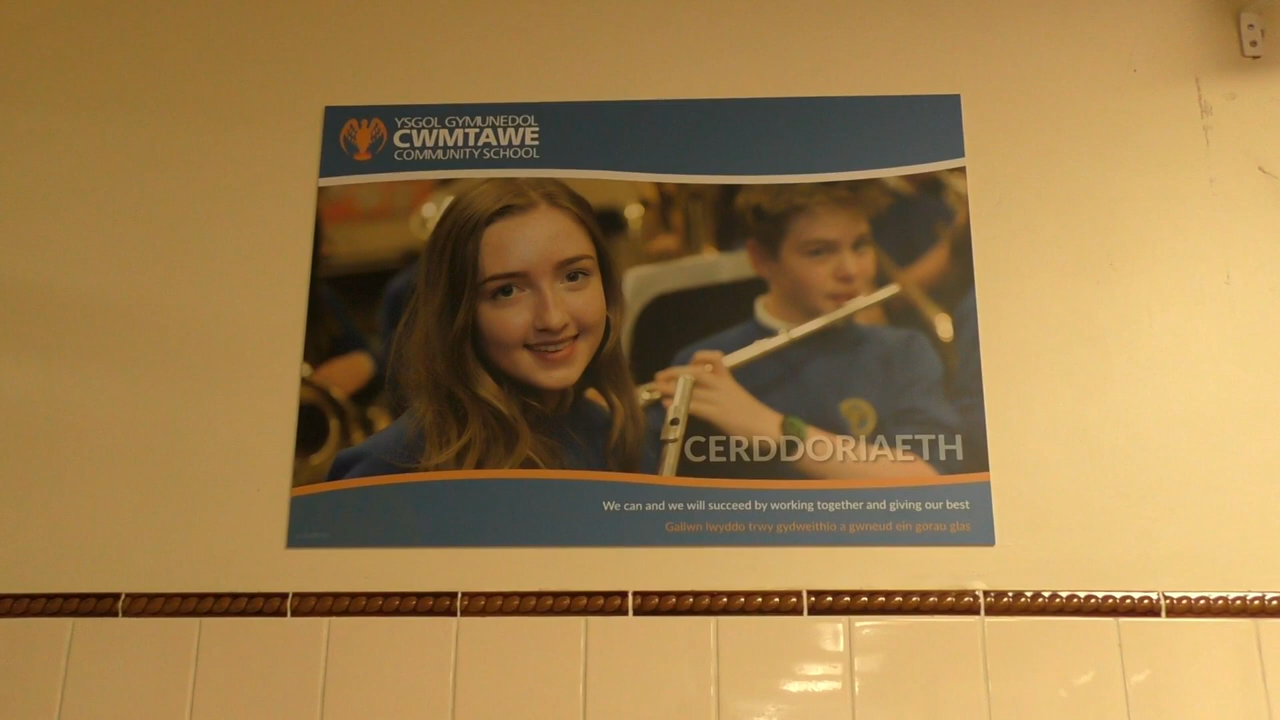 YSGOL GYMUNEDOL
CWMTAWE
COMMUNITY SCHOOL
CERDDORIAETH
We can and we will succeed by working together and giving our best
Gallwn lwyddo trwy gydweithio a gwneud ein gorau glas